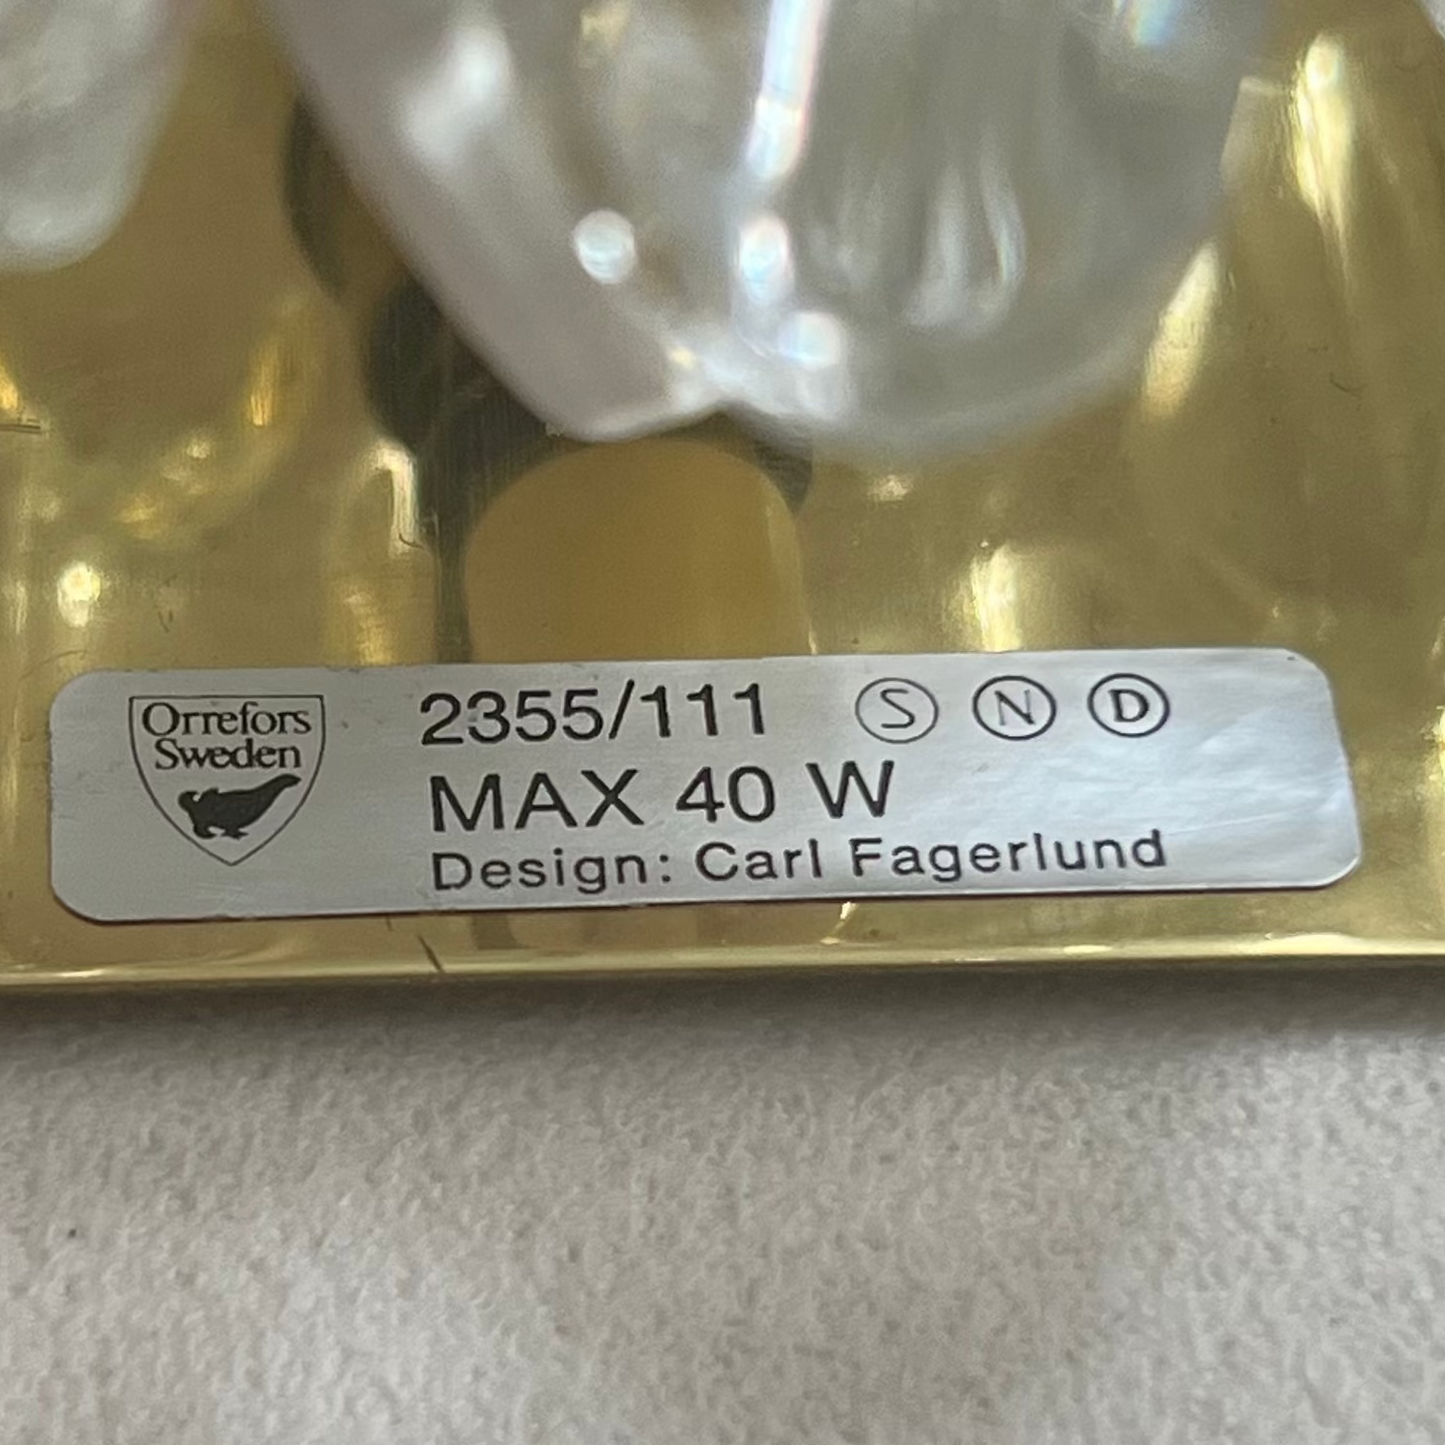 Orrefors
Sweden
2355/111 S N D
MAX 40 W
Design: Carl Fagerlund